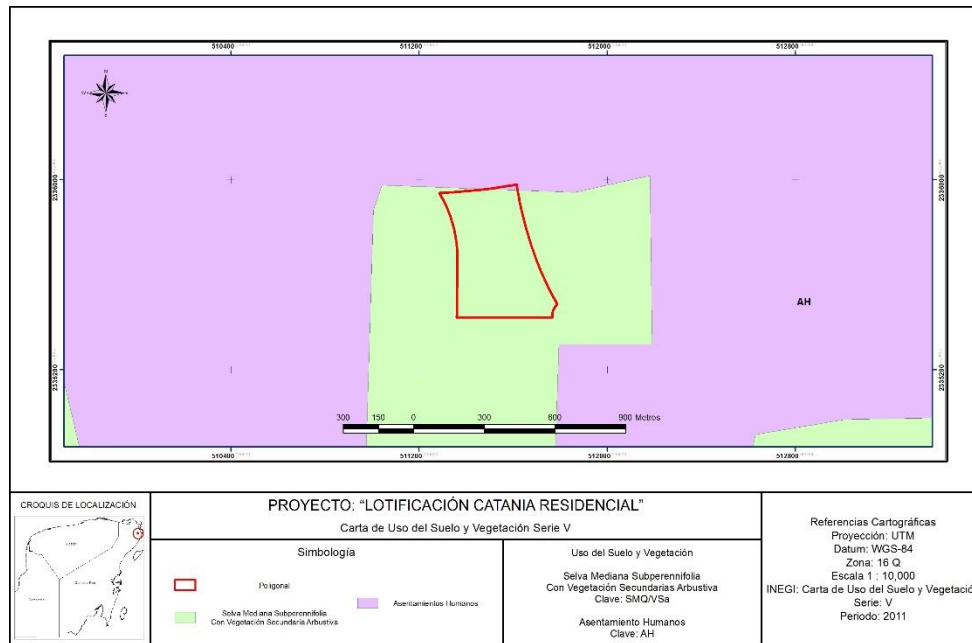 510400
511200
512000
512800
N
2336000
2336000
AH
2335200
2335200
300 150 0 300 600 900 Metros
510400
511200
512000
512800
CROQUIS DE LOCALIZACIÓN
PROYECTO: “LOTIFICACIÓN CATANIA RESIDENCIAL”
Carta de Uso del Suelo y Vegetación Serie V
Simbología
Poligonal
Selva Mediana Subperennifolia
Con Vegetación Secundaria Arbustiva
Asentamientos Humanos
Uso del Suelo y Vegetación
Selva Mediana Subperennifolia
Con Vegetación Secundarias Arbustiva
Clave: SMQ/VSa
Asentamiento Humanos
Clave: AH
Referencias Cartográficas
Proyección: UTM
Datum: WGS-84
Zona: 16 Q
Escala 1 : 10,000
INEGI: Carta de Uso del Suelo y Vegetació
Serie: V
Periodo: 2011